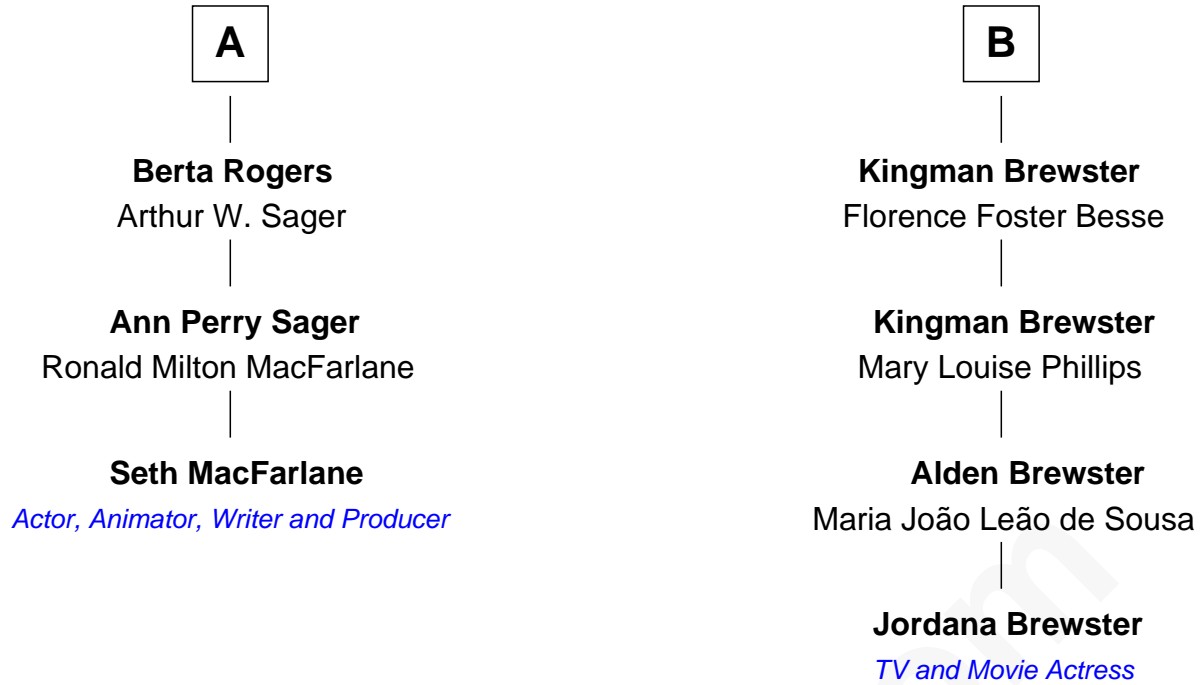 A
Berta Rogers
Arthur W. Sager
Ann Perry Sager
Ronald Milton MacFarlane
Seth MacFarlane
Actor, Animator, Writer and Producer
B
Kingman Brewster
Florence Foster Besse
Kingman Brewster
Mary Louise Phillips
Alden Brewster
Maria João Leão de Sousa
Jordana Brewster
TV and Movie Actress